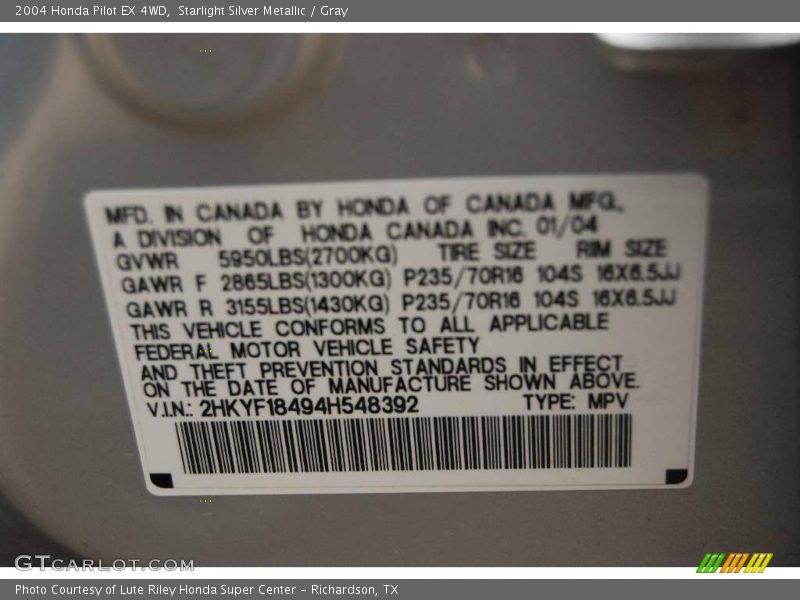 2004 Honda Pilot EX 4WD, Starlight Silver Metallic / Gray
MFD. IN CANADA BY HONDA OF CANADA MFG.,
A DIVISION OF HONDA CANADA INC. 01/04
GVWR 5950LBS(2700KG) TIRE SIZE RIM SIZE
GAWR F 2865LBS(1300KG) P235/70R16 104S 16X6.5JJ
GAWR R 3155LBS(1430KG) P235/70R16 104S 16X6.5JJ
THIS VEHICLE CONFORMS TO ALL APPLICABLE
FEDERAL MOTOR VEHICLE SAFETY
AND THEFT PREVENTION STANDARDS IN EFFECT
ON THE DATE OF MANUFACTURE SHOWN ABOVE.
V.I.N.: 2HKYF18494H548392 TYPE: MPV
GTCARLOT.COM
Photo Courtesy of Lute Riley Honda Super Center - Richardson, TX